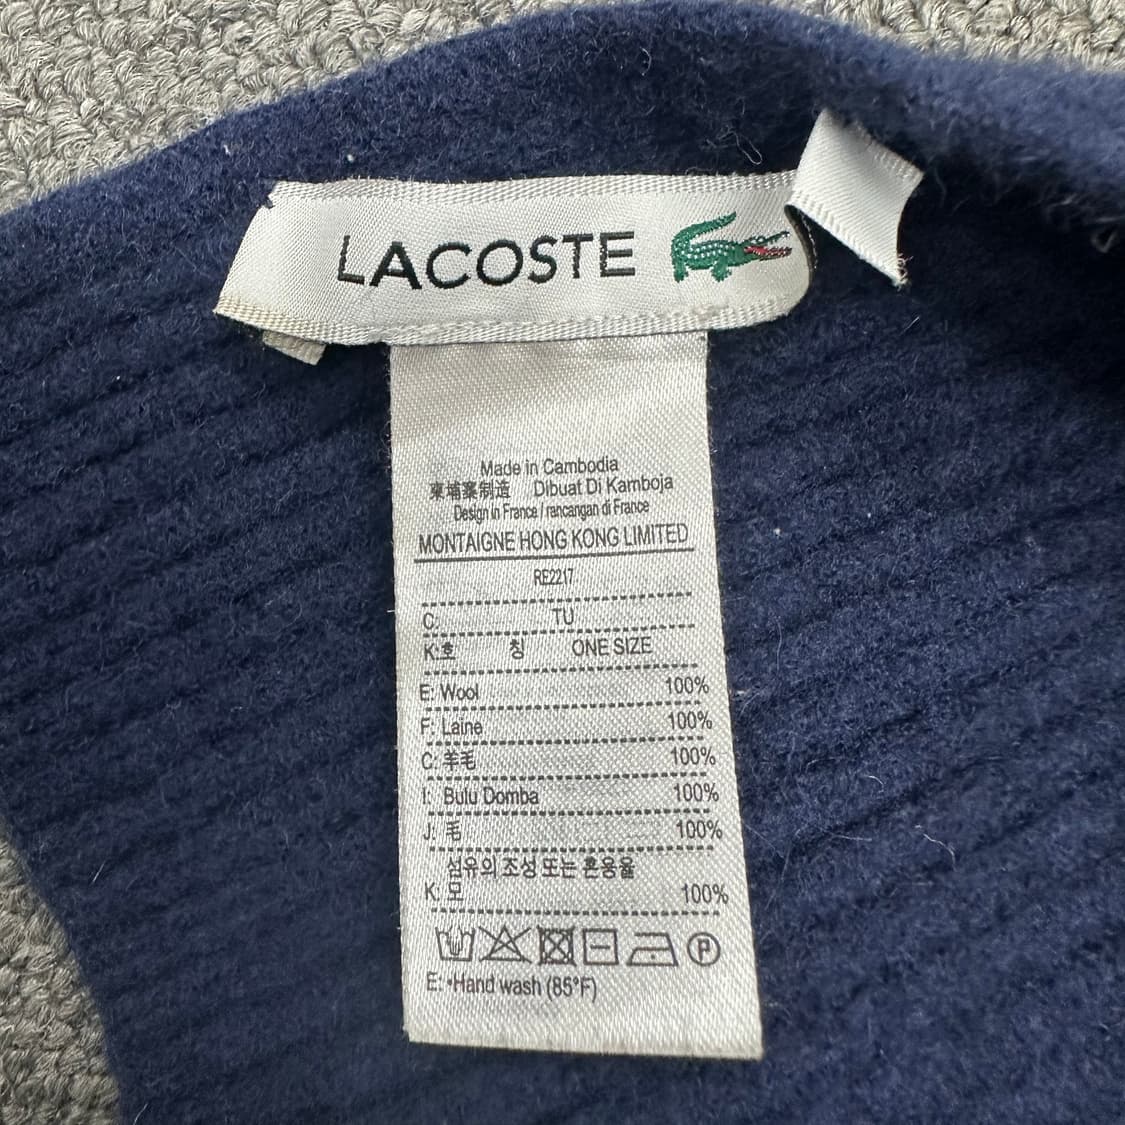 LACOSTE
Made in Cambodia
柬埔寨制造 Dibuat Di Kamboja
Design in France / rancangan di France
MONTAIGNE HONG KONG LIMITED
RE2217
C: TU
K:호 칭 ONE SIZE
E: Wool 100%
F: Laine 100%
C: 羊毛 100%
I: Bulu Domba 100%
J: 毛 100%
섬유의 조성 또는 혼용율
K: 모 100%
P
E: •Hand wash (85°F)